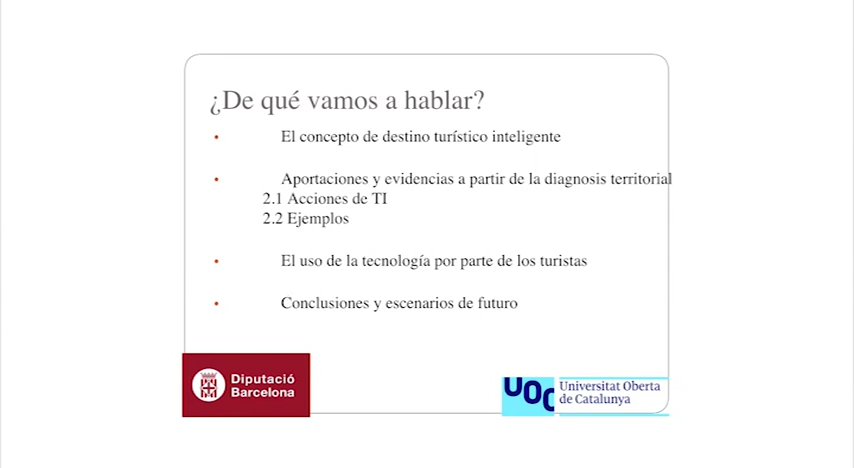 ¿De qué vamos a hablar?
• El concepto de destino turístico inteligente
• Aportaciones y evidencias a partir de la diagnosis territorial
2.1 Acciones de TI
2.2 Ejemplos
• El uso de la tecnología por parte de los turistas
• Conclusiones y escenarios de futuro
Diputació
Barcelona
UOC
Universitat Oberta
de Catalunya